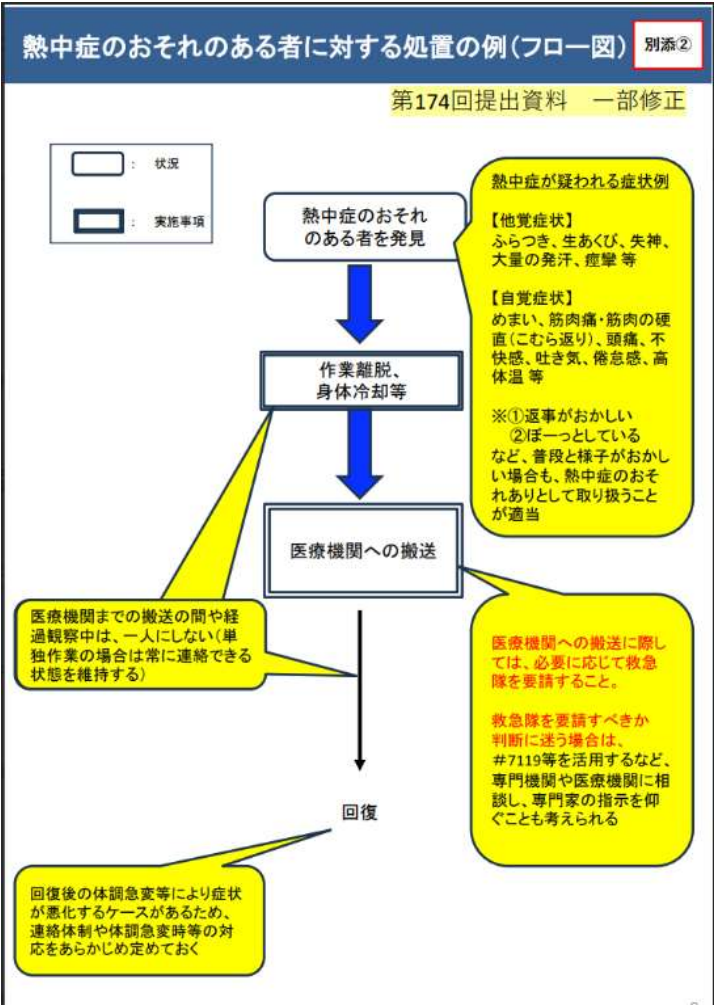 熱中症のおそれのある者に対する処置の例(フロー図)
別添②
第174回提出資料　一部修正
： 状況
： 実施事項
熱中症のおそれ
のある者を発見
作業離脱、
身体冷却等
医療機関への搬送
回復
熱中症が疑われる症状例
【他覚症状】
ふらつき、生あくび、失神、
大量の発汗、痙攣 等
【自覚症状】
めまい、筋肉痛・筋肉の硬
直(こむら返り)、頭痛、不
快感、吐き気、倦怠感、高
体温 等
※①返事がおかしい
②ぼーっとしている
など、普段と様子がおかし
い場合も、熱中症のおそ
れありとして取り扱うこと
が適当
医療機関までの搬送の間や経
過観察中は、一人にしない(単
独作業の場合は常に連絡できる
状態を維持する)
医療機関への搬送に際し
ては、必要に応じて救急
隊を要請すること。
救急隊を要請すべきか
判断に迷う場合は、
＃7119等を活用するなど、
専門機関や医療機関に相
談し、専門家の指示を仰
ぐことも考えられる
回復後の体調急変等により症状
が悪化するケースがあるため、
連絡体制や体調急変時等の対
応をあらかじめ定めておく